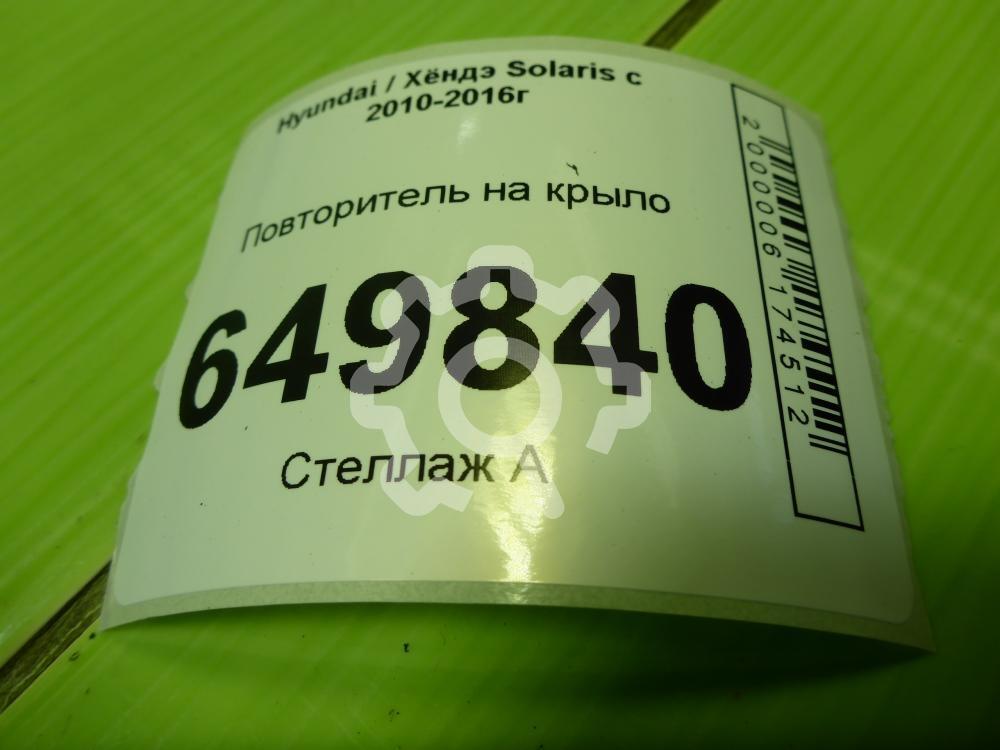 Hyundai / Хёндэ Solaris с
2010-2016г
Повторитель на крыло
649840
Стеллаж А
2000006174512